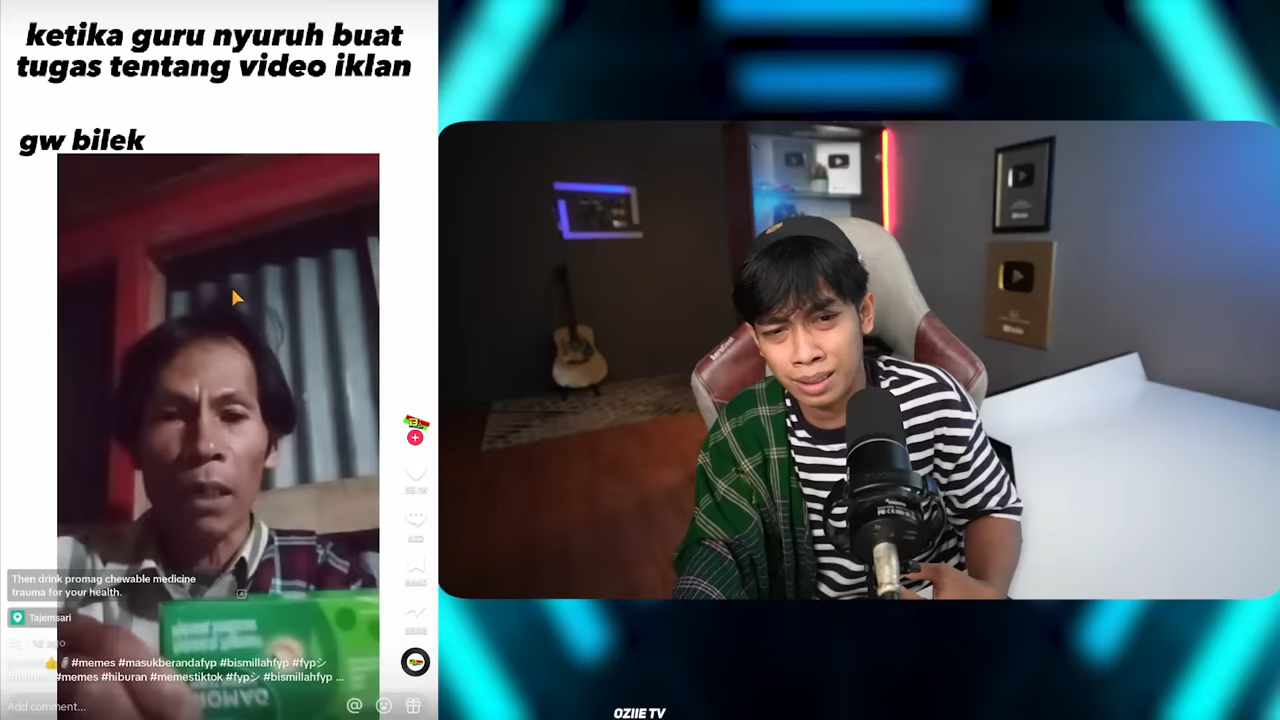 ketika guru nyuruh buat
tugas tentang video iklan
gw bilek
Then drink promag chewable medicine
trauma for your health.
Tajemsari
#memes #masukberandafyp #bismillahfyp #fypシ
#memes #memes #hiburan #memestiktok #fypシ #bismillahfyp ...
Add comment...
OZIIE TV